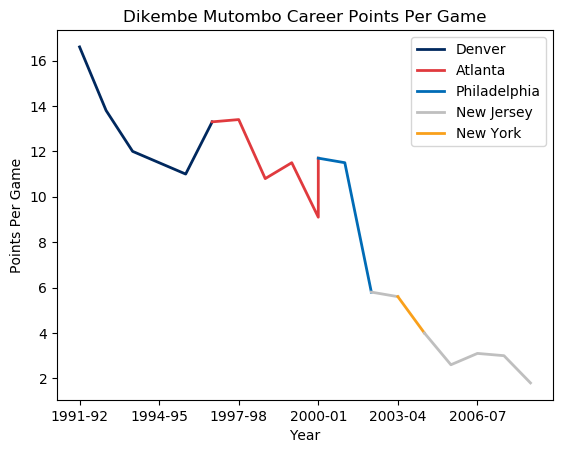 Dikembe Mutombo Career Points Per Game
Denver
Atlanta
Philadelphia
New Jersey
New York
16
14
12
10
8
6
4
2
Points Per Game
1991-92 1994-95 1997-98 2000-01 2003-04 2006-07
Year